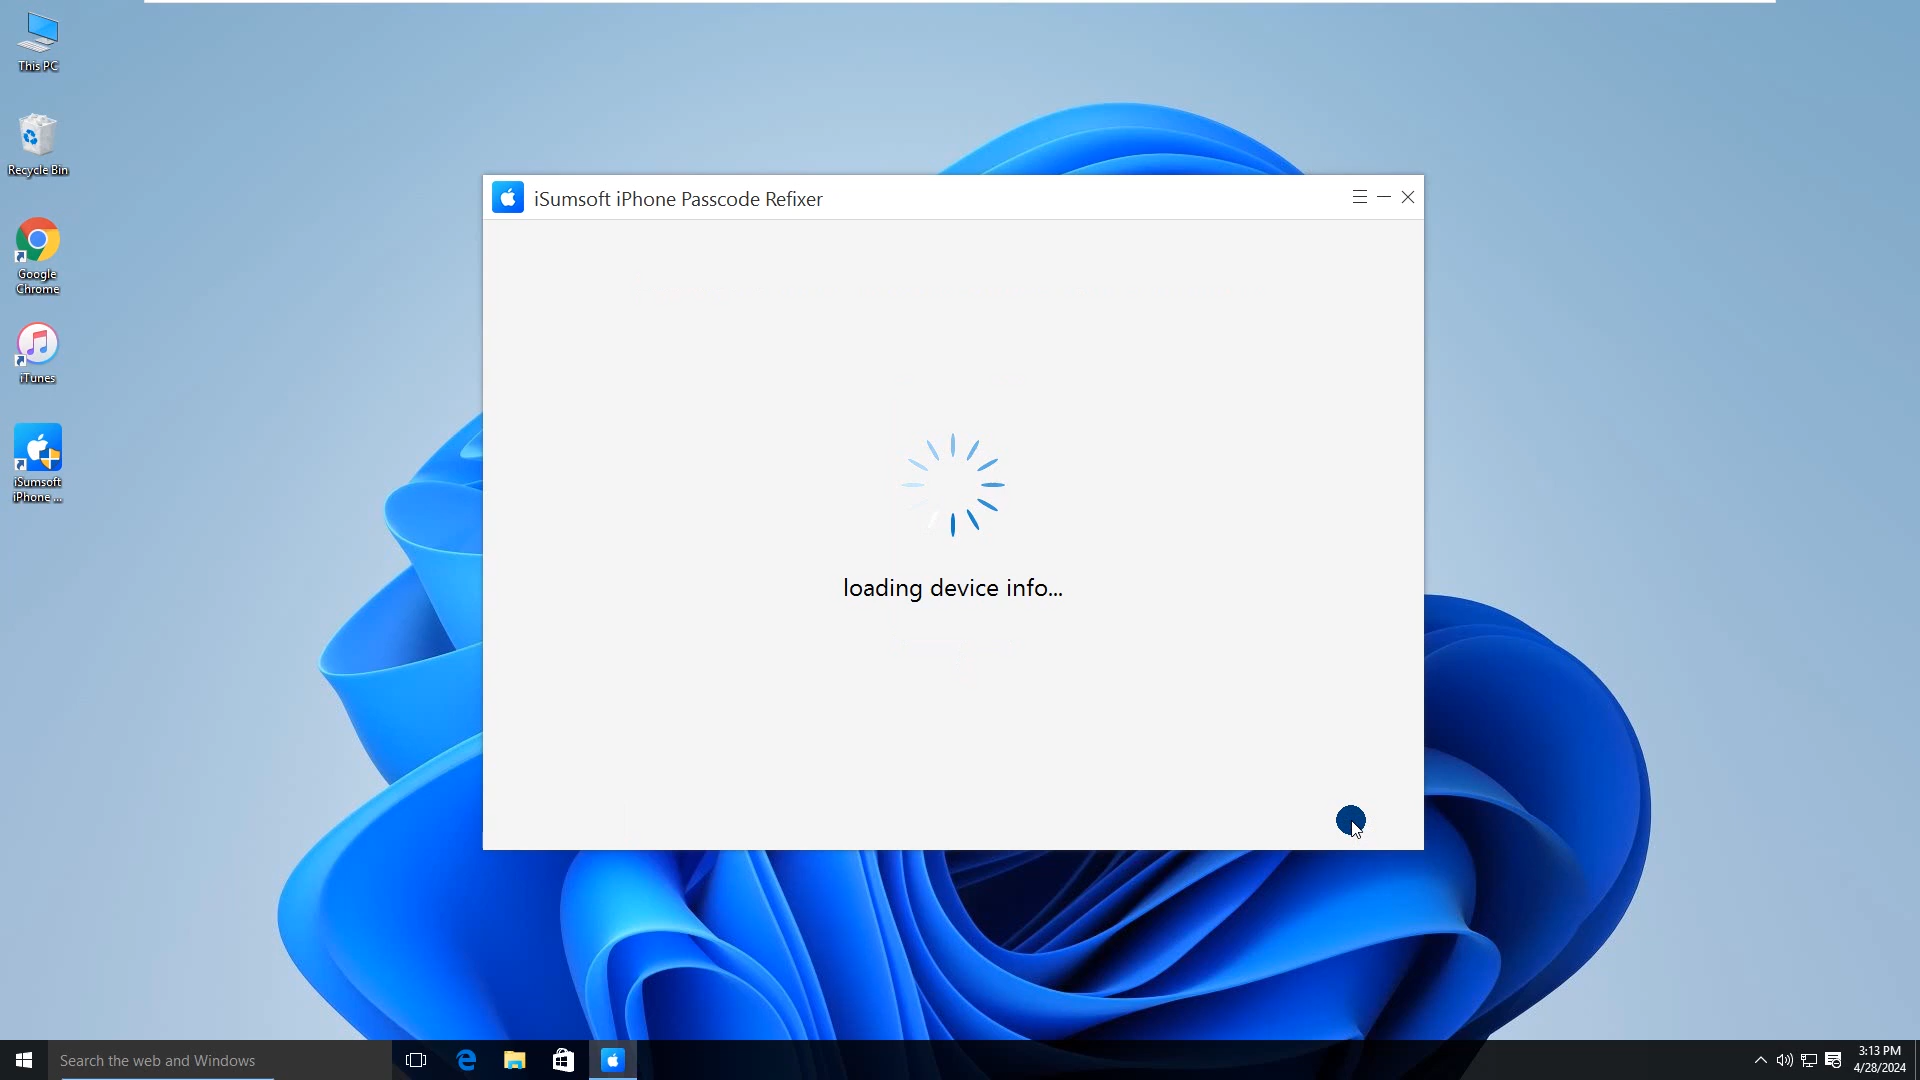 This PC
Recycle Bin
Google
Chrome
iTunes
iSumsoft
iPhone ...
iSumsoft iPhone Passcode Refixer
loading device info...
Search the web and Windows
3:13 PM
4/28/2024